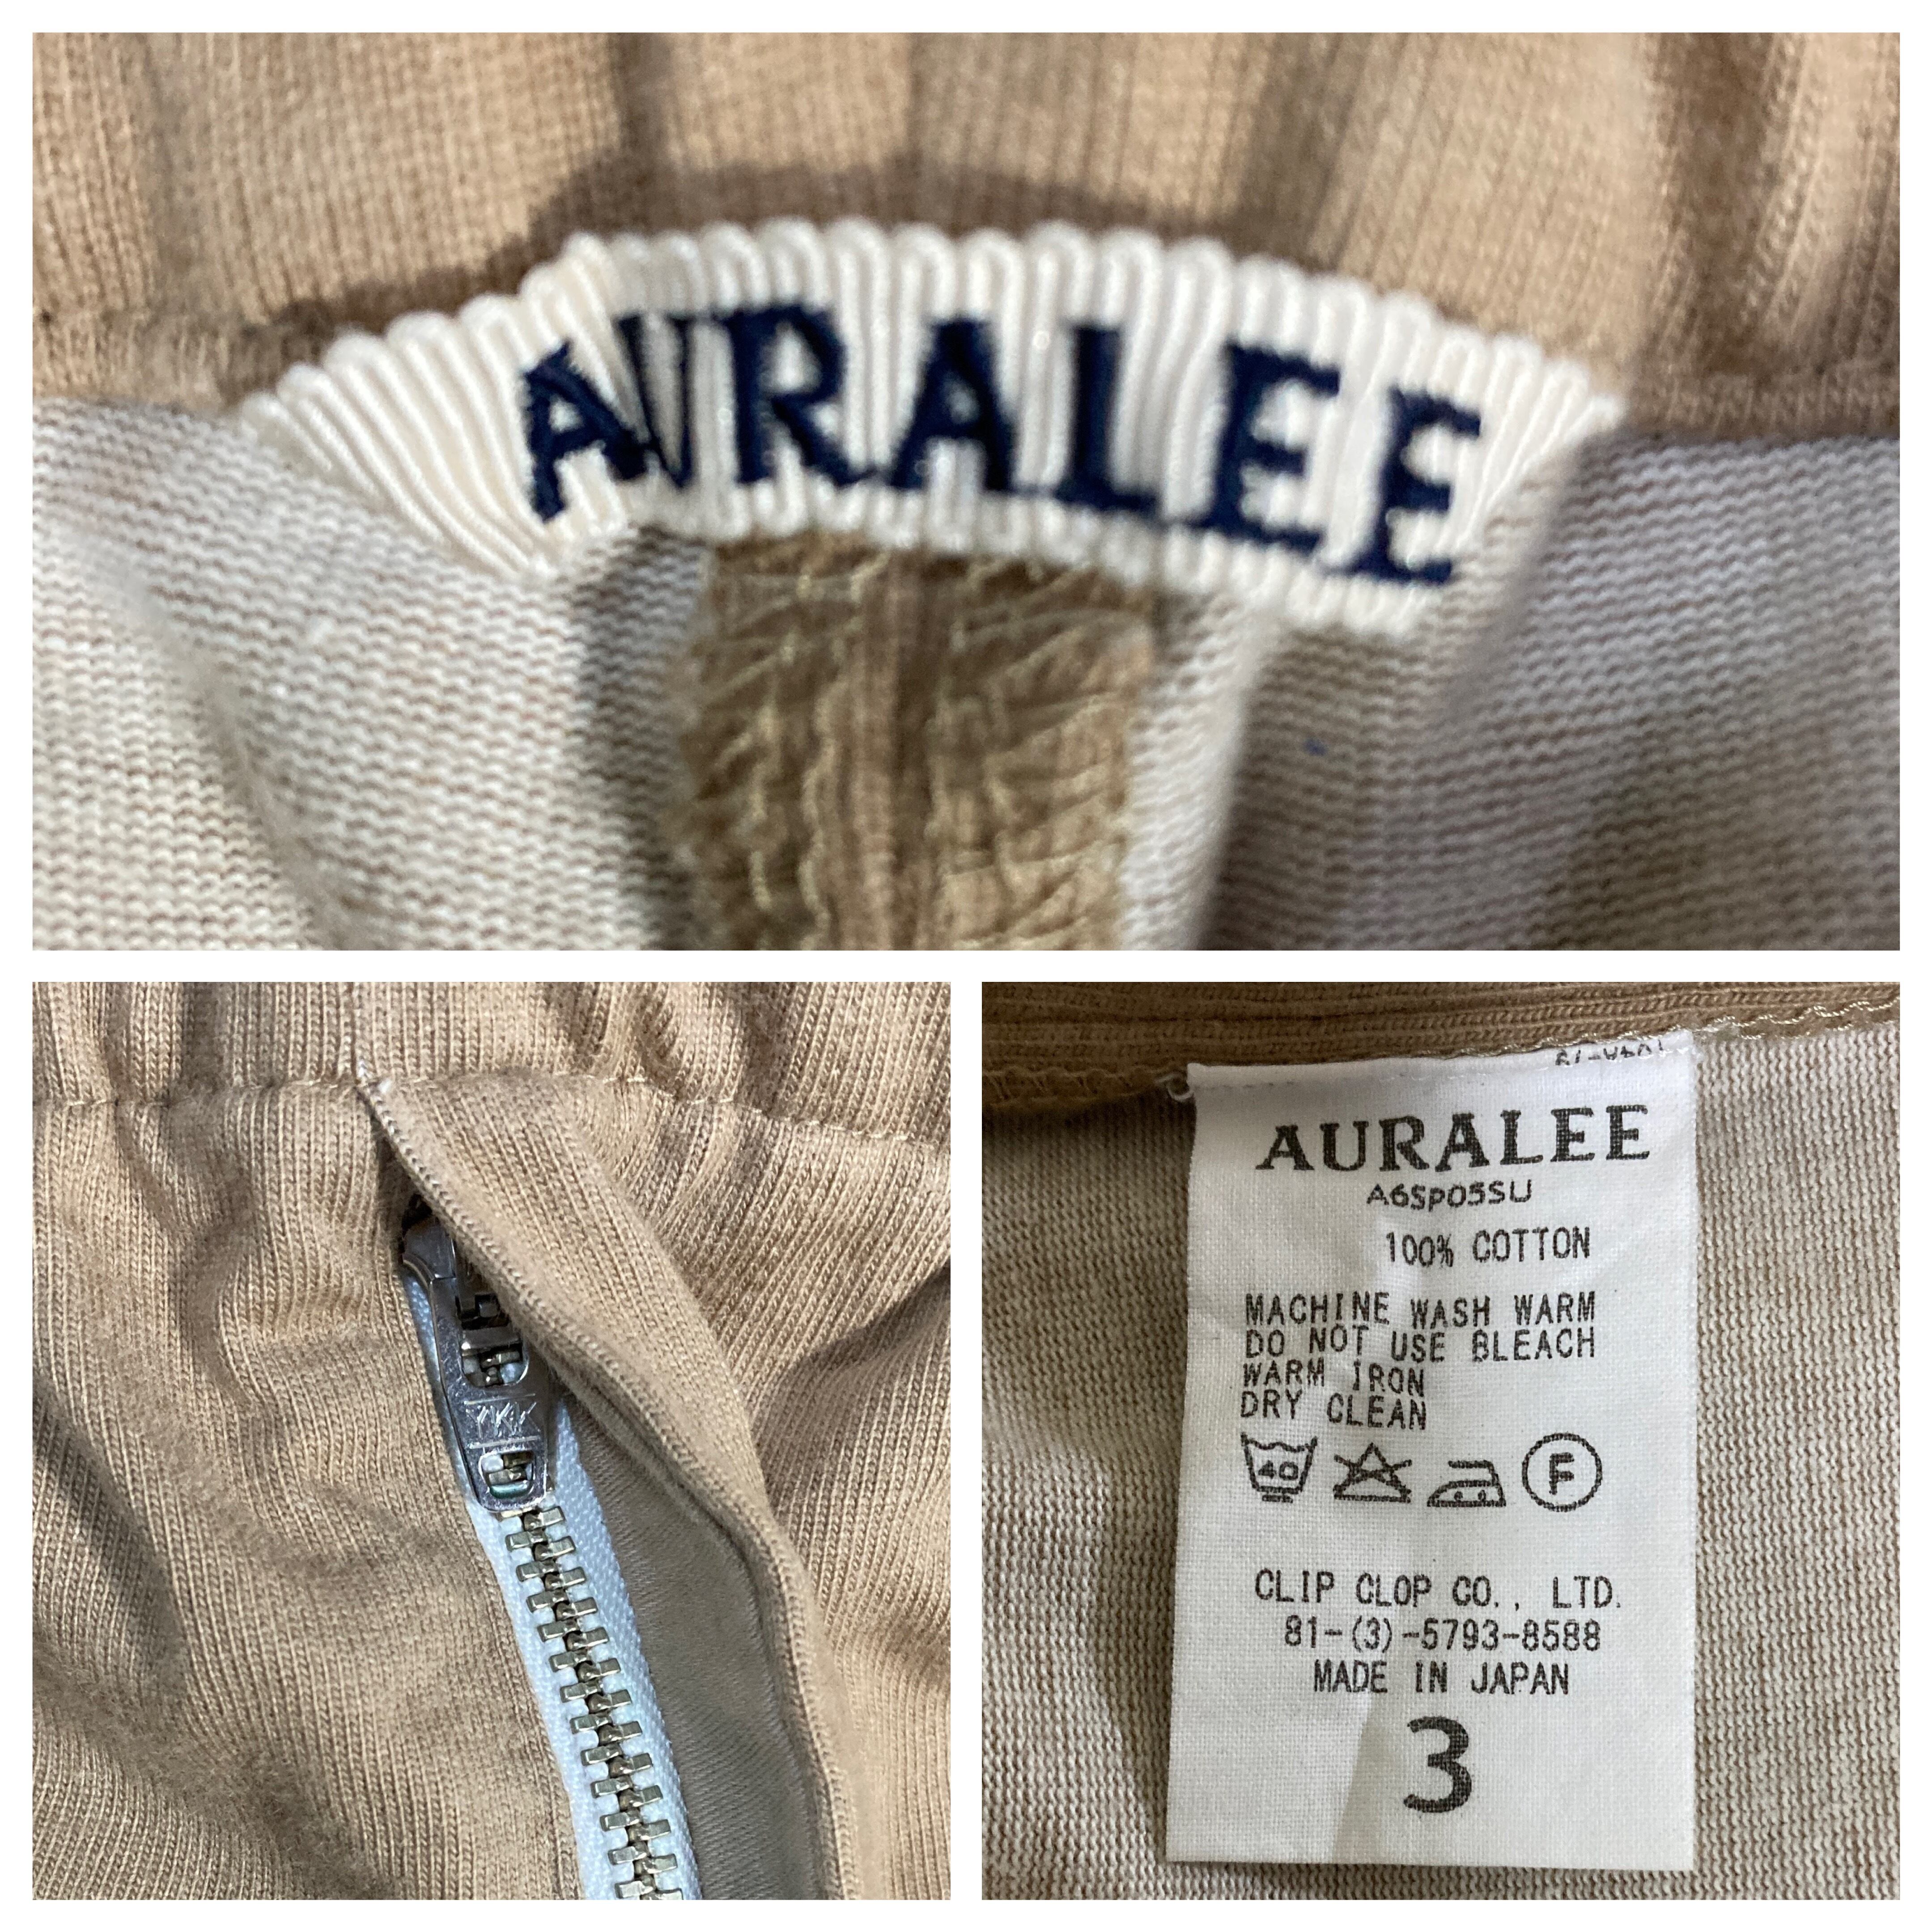 AURALEE
YKK
AURALEE
A6SP05SU
100% COTTON
MACHINE WASH WARM
DO NOT USE BLEACH
WARM IRON
DRY CLEAN
40 F
CLIP CLOP CO., LTD.
81-(3)-5793-8588
MADE IN JAPAN
3